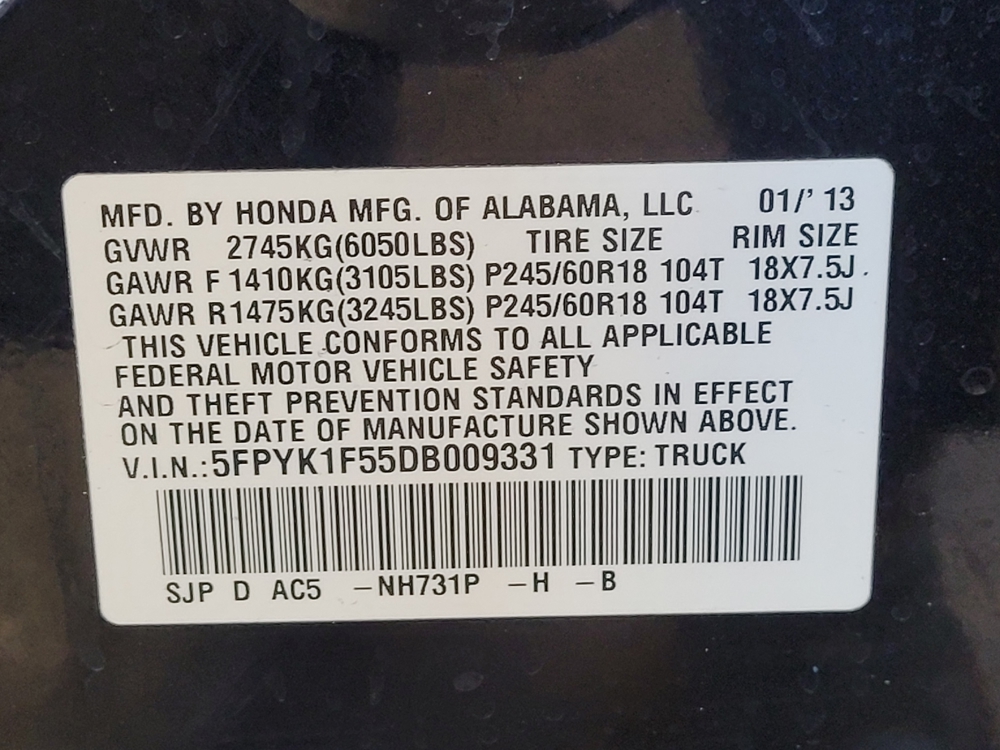 MFD. BY HONDA MFG. OF ALABAMA, LLC 01/' 13
GVWR 2745KG(6050LBS) TIRE SIZE RIM SIZE
GAWR F 1410KG(3105LBS) P245/60R18 104T 18X7.5J.
GAWR R1475KG(3245LBS) P245/60R18 104T 18X7.5J
THIS VEHICLE CONFORMS TO ALL APPLICABLE
FEDERAL MOTOR VEHICLE SAFETY
AND THEFT PREVENTION STANDARDS IN EFFECT
ON THE DATE OF MANUFACTURE SHOWN ABOVE.
V.I.N.:5FPYK1F55DB009331 TYPE: TRUCK
SJP D AC5 -NH731P -H -B